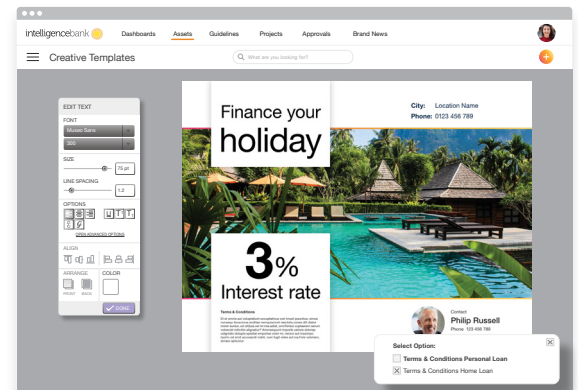 intelligencebank
Dashboards Assets Guidelines Projects Approvals Brand News
Creative Templates
What are you looking for?
EDIT TEXT
FONT
Museo Sans
300
SIZE
75 pt
LINE SPACING
1.2
OPTIONS
OPEN ADVANCED OPTIONS
ALIGN
ARRANGE COLOR
FRONT BACK
DONE
Finance your
holiday
City: Location Name
Phone: 0123 456 789
3%
Interest rate
Terms & Conditions
Contact
Philip Russell
Phone 123 456 789
Select Option:
Terms & Conditions Personal Loan
Terms & Conditions Home Loan